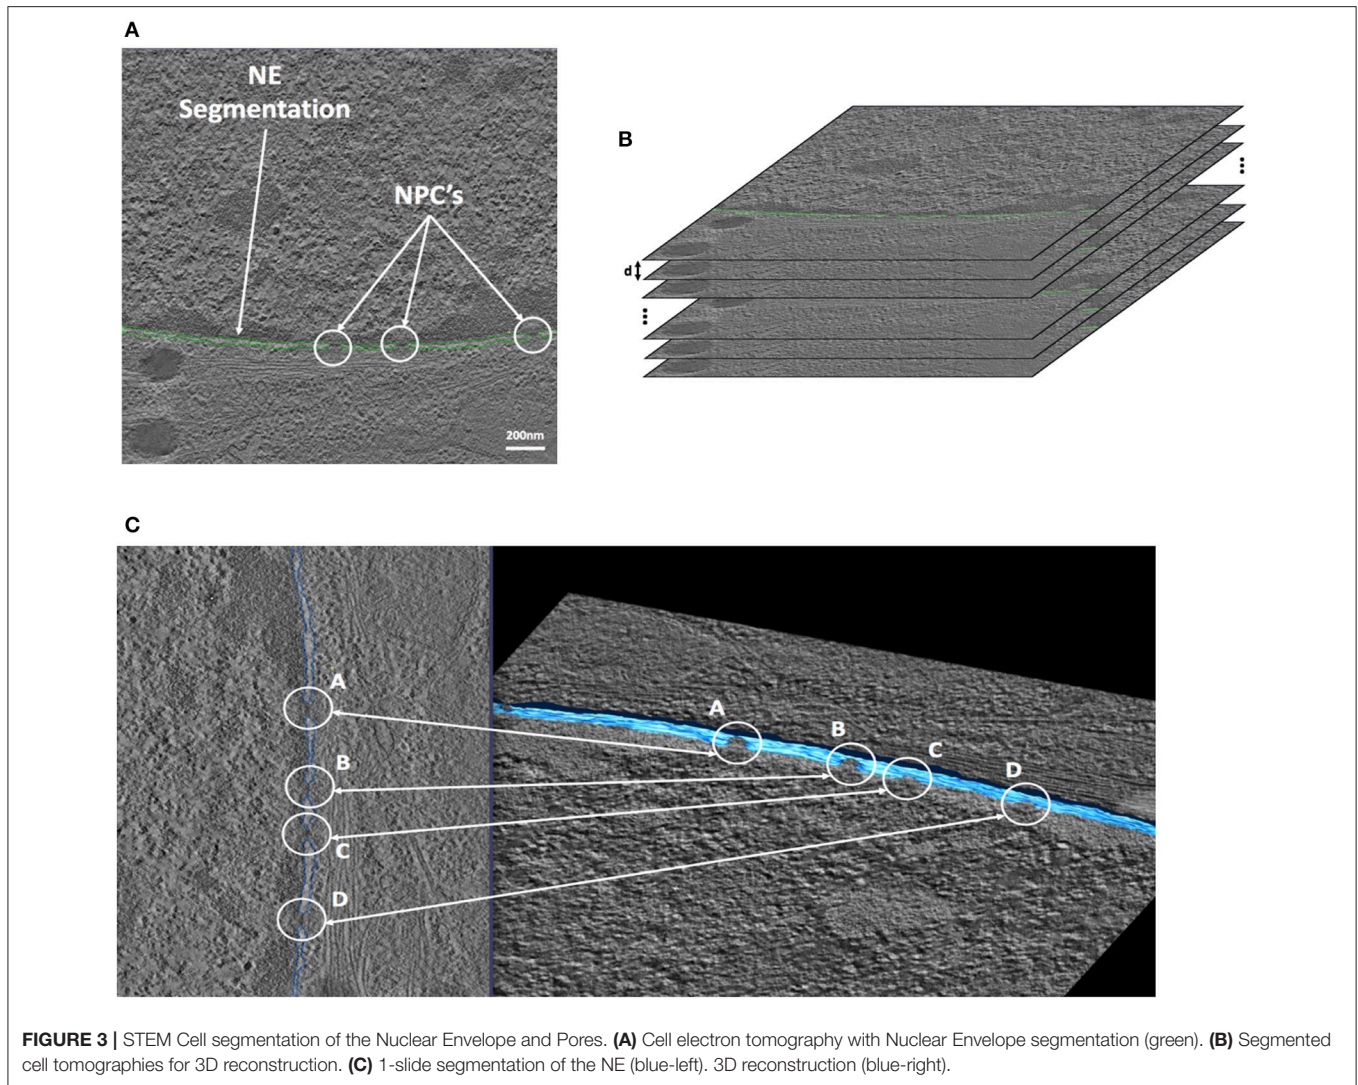 A
NE
Segmentation
NPC's
200nm
B
d
C
A
B
C
D
A
B
C
D
FIGURE 3 | STEM Cell segmentation of the Nuclear Envelope and Pores. (A) Cell electron tomography with Nuclear Envelope segmentation (green). (B) Segmented
cell tomographies for 3D reconstruction. (C) 1-slide segmentation of the NE (blue-left). 3D reconstruction (blue-right).